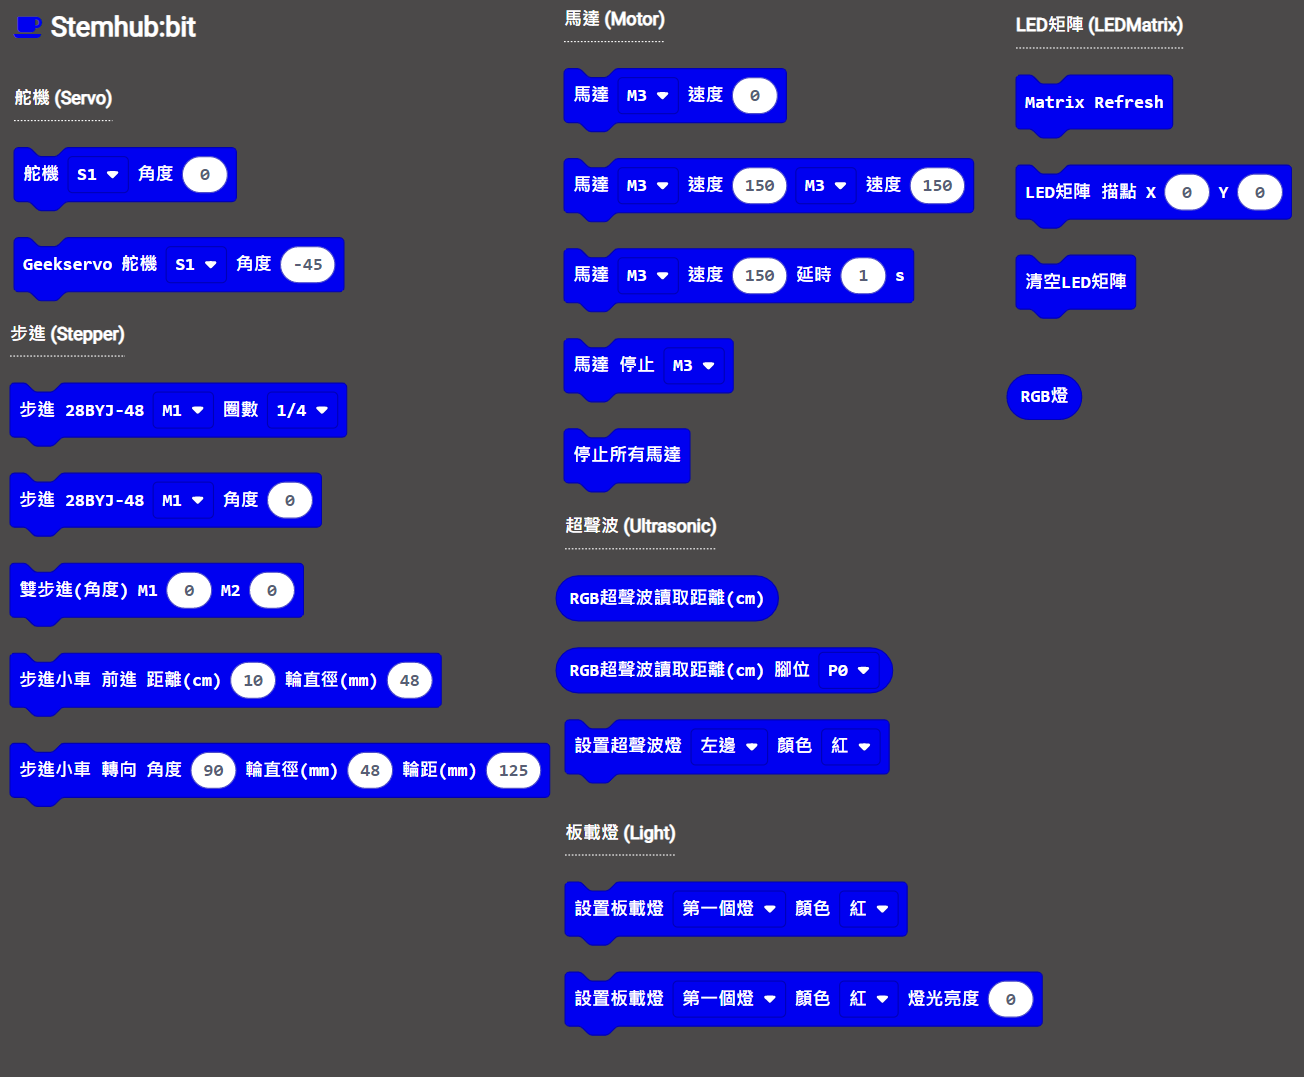 Stemhub:bit
舵機 (Servo)
舵機 S1 角度 0
Geekservo 舵機 S1 角度 -45
步進 (Stepper)
步進 28BYJ-48 M1 圈數 1/4
步進 28BYJ-48 M1 角度 0
雙步進(角度) M1 0 M2 0
步進小車 前進 距離(cm) 10 輪直徑(mm) 48
步進小車 轉向 角度 90 輪直徑(mm) 48 輪距(mm) 125
馬達 (Motor)
馬達 M3 速度 0
馬達 M3 速度 150 M3 速度 150
馬達 M3 速度 150 延時 1 s
馬達 停止 M3
停止所有馬達
超聲波 (Ultrasonic)
RGB超聲波讀取距離(cm)
RGB超聲波讀取距離(cm) 腳位 P0
設置超聲波燈 左邊 顏色 紅
板載燈 (Light)
設置板載燈 第一個燈 顏色 紅
設置板載燈 第一個燈 顏色 紅 燈光亮度 0
LED矩陣 (LEDMatrix)
Matrix Refresh
LED矩陣 描點 X 0 Y 0
清空LED矩陣
RGB燈